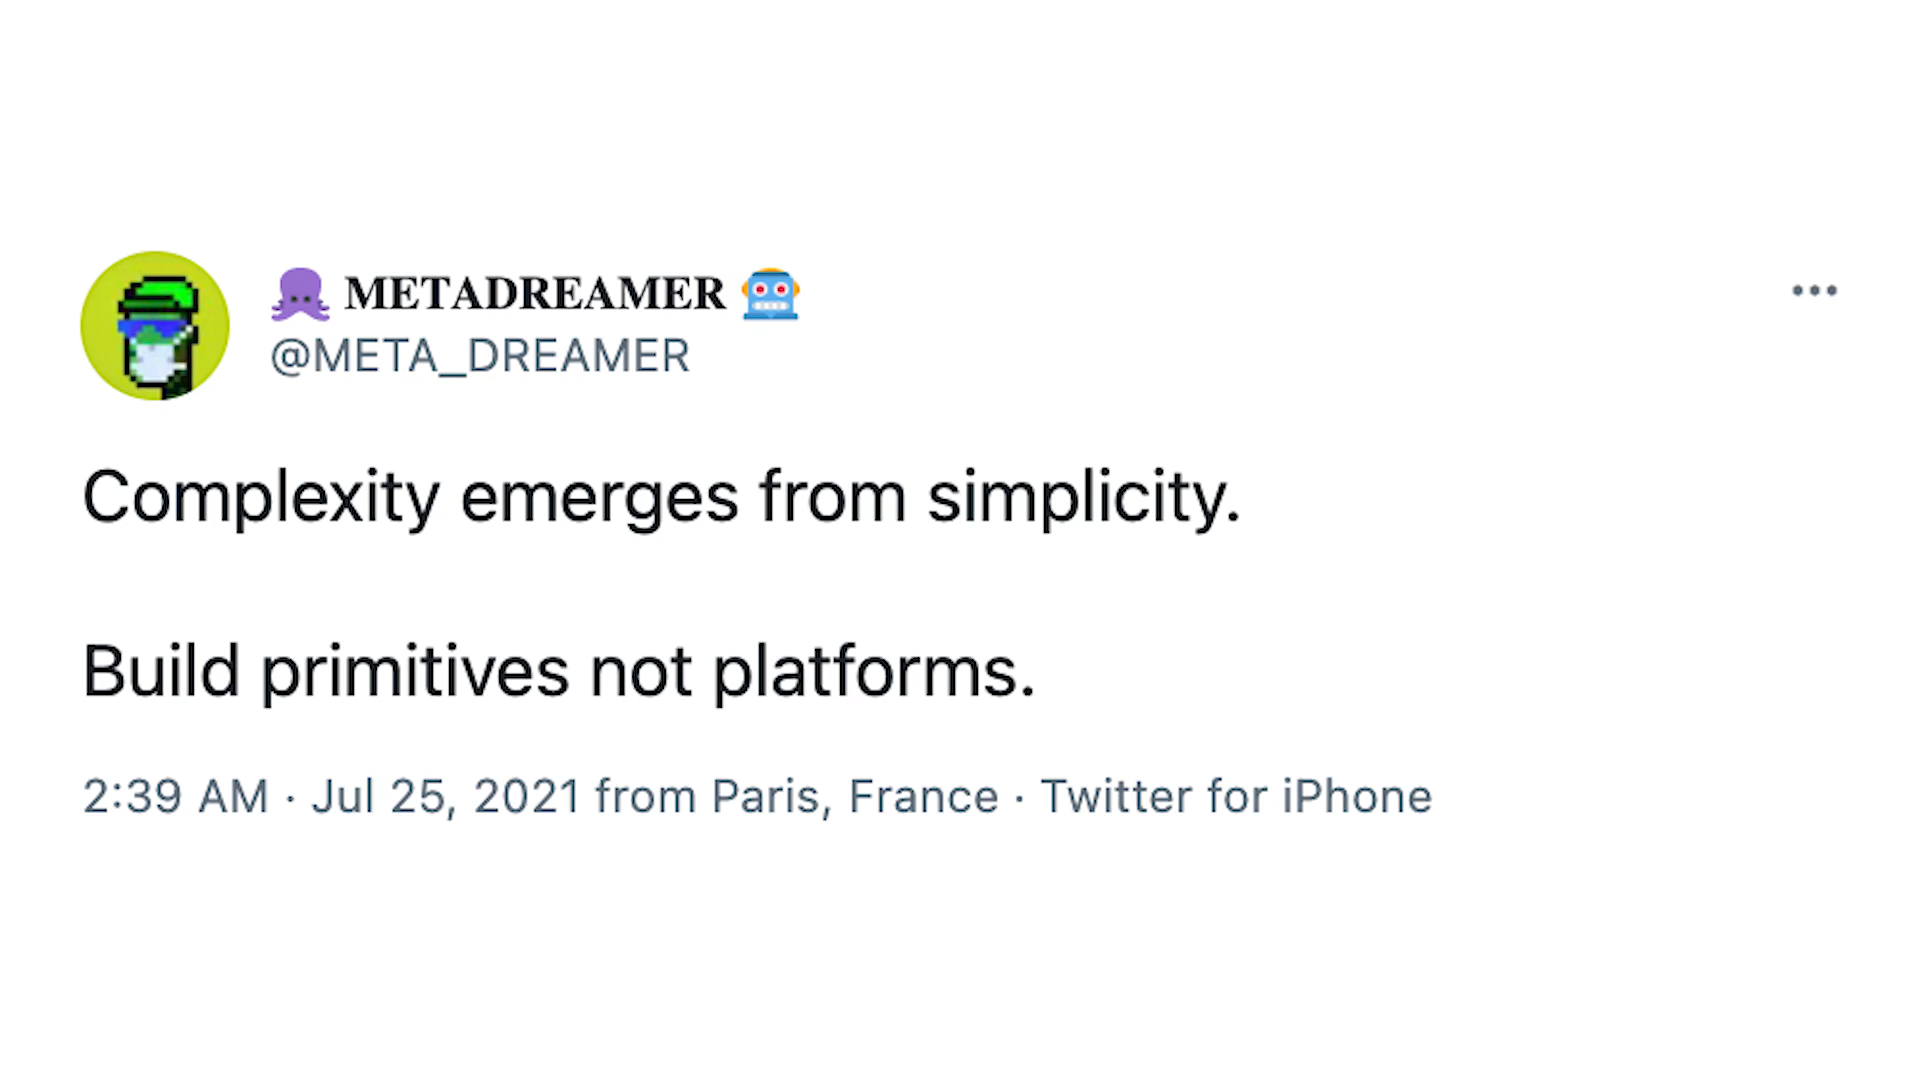 🐙 METADREAMER 🤖
@META_DREAMER
Complexity emerges from simplicity.
Build primitives not platforms.
2:39 AM · Jul 25, 2021 from Paris, France · Twitter for iPhone